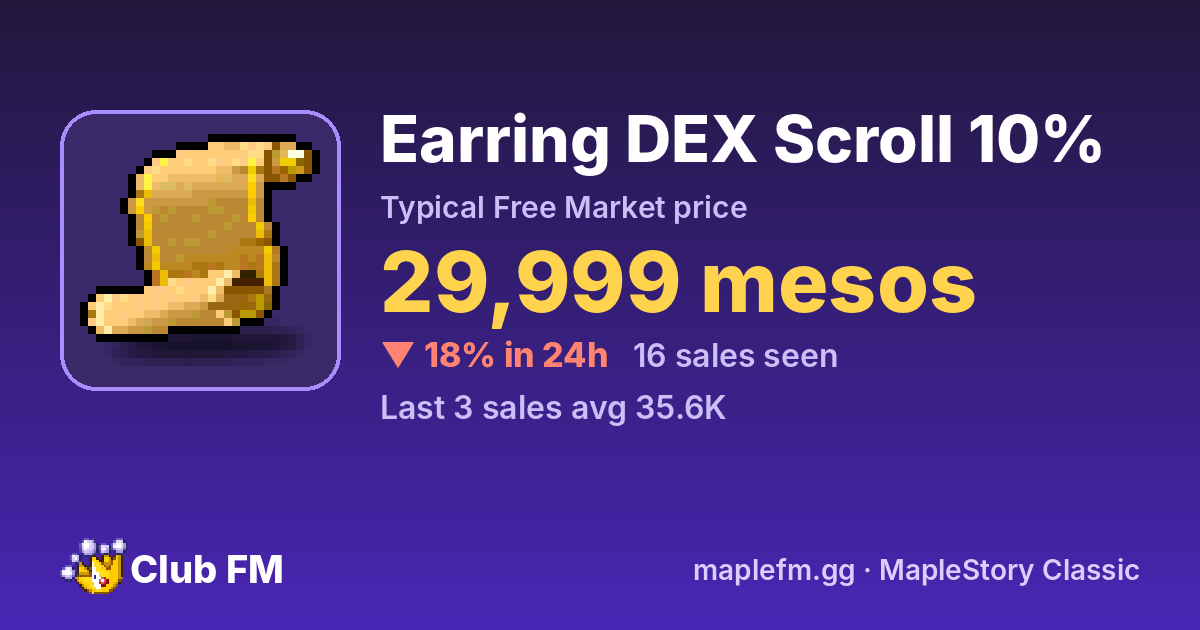 Earring DEX Scroll 10%
Typical Free Market price
29,999 mesos
▼ 18% in 24h 16 sales seen
Last 3 sales avg 35.6K
Club FM
maplefm.gg · MapleStory Classic